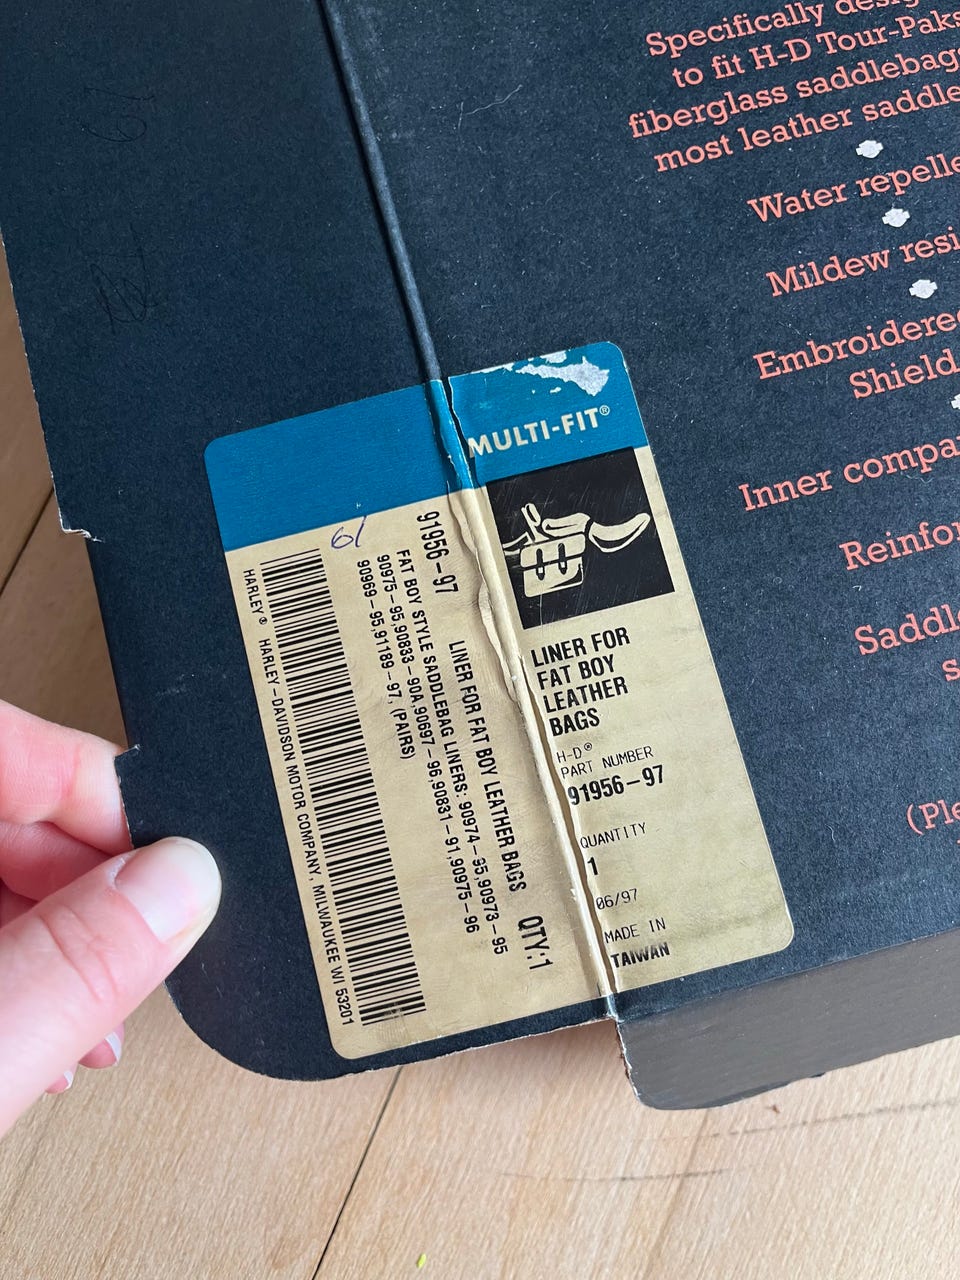 Specifically desig
to fit H-D Tour-Paks
fiberglass saddlebag
most leather saddle
Water repelle
Mildew resi
Embroidered
Shield
Inner compa
Reinfor
Saddle
s
(Ple
MULTI-FIT®
LINER FOR
FAT BOY
LEATHER
BAGS
H-D®
PART NUMBER
91956-97
QUANTITY
1
06/97
MADE IN
TAIWAN
91956-97 LINER FOR FAT BOY LEATHER BAGS QTY:1
FAT BOY STYLE SADDLEBAG LINERS: 90974-95,90973-95
90975-95,90833-90A,90697-96,90831-91,90975-96
90969-95,91189-97, (PAIRS)
61
HARLEY® HARLEY-DAVIDSON MOTOR COMPANY, MILWAUKEE WI 53201